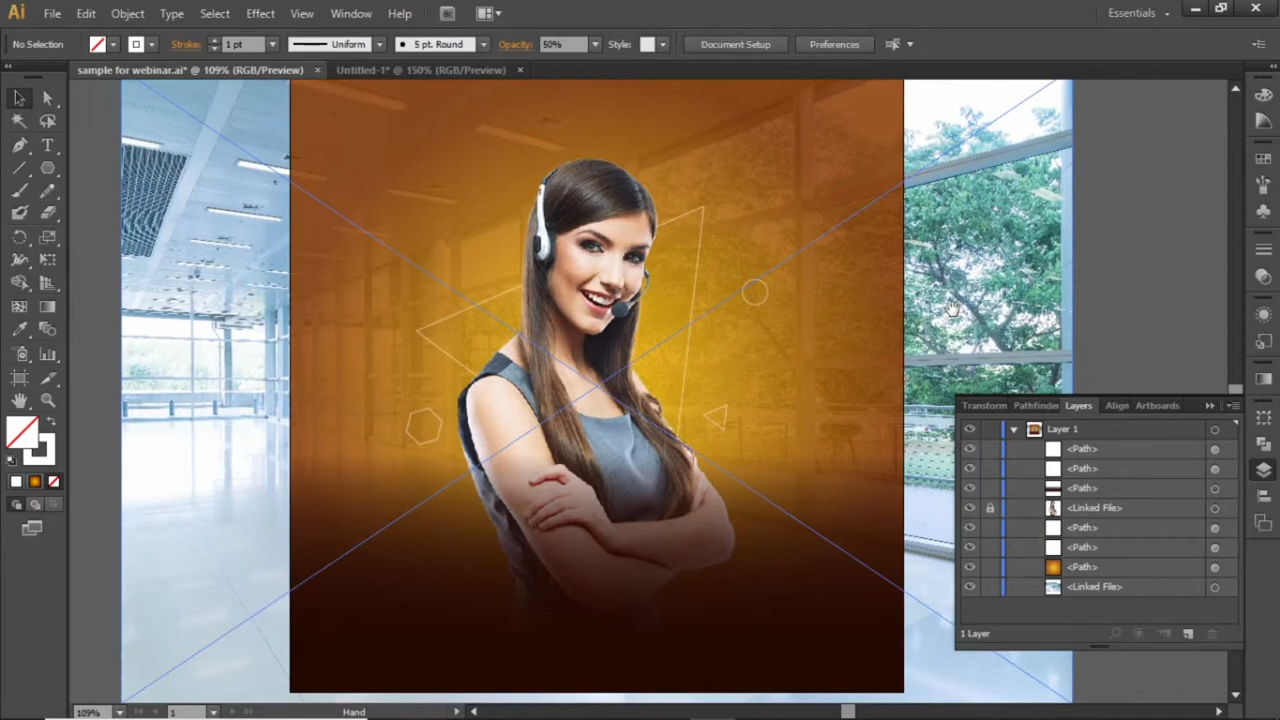 Ai File Edit Object Type Select Effect View Window Help Essentials
No Selection Stroke: 1 pt Uniform 5 pt. Round Opacity: 50% Style: Document Setup Preferences
sample for webinar.ai* @ 109% (RGB/Preview) × Untitled-1* @ 150% (RGB/Preview) ×
Transform Pathfinder Layers Align Artboards
Layer 1
<Path>
<Path>
<Path>
<Linked File>
<Path>
<Path>
<Path>
<Linked File>
1 Layer
109% 1 Hand